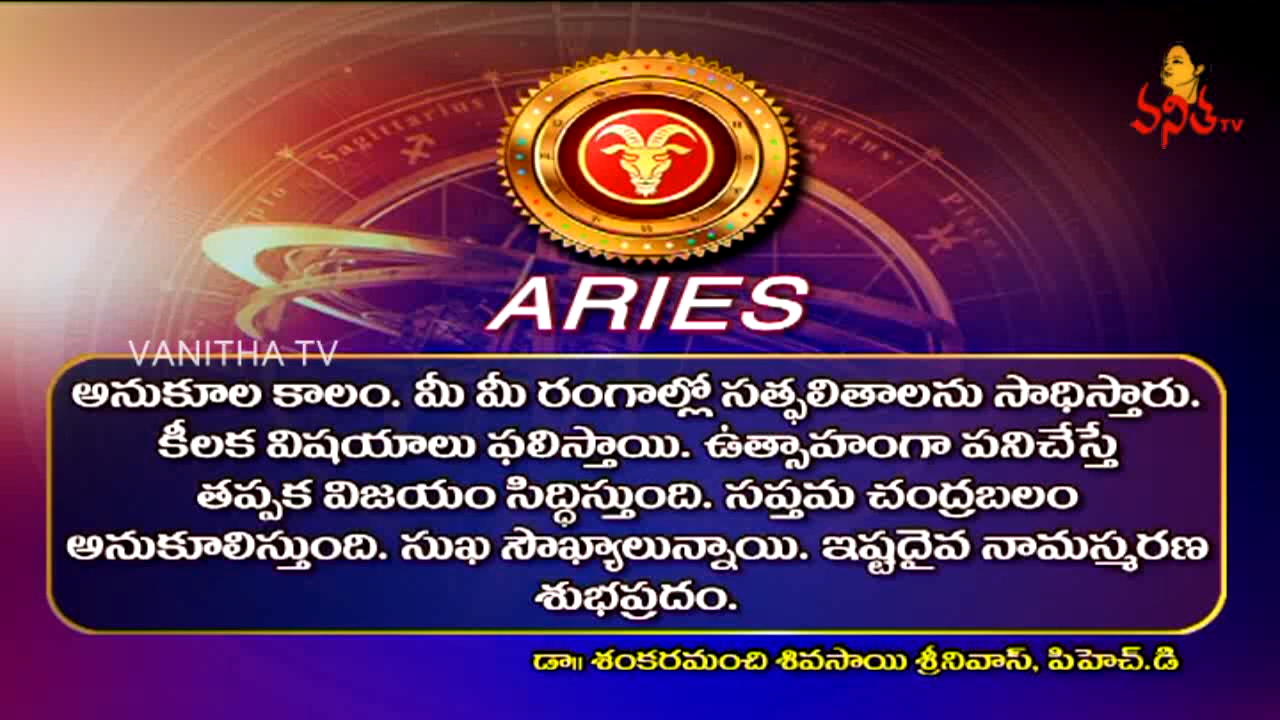 వనిత TV
Sagittarius
ARIES
VANITHA TV
అనుకూల కాలం. మీ మీ రంగాల్లో సత్ఫలితాలను సాధిస్తారు.
కీలక విషయాలు ఫలిస్తాయి. ఉత్సాహంగా పనిచేస్తే
తప్పక విజయం సిద్ధిస్తుంది. సప్తమ చంద్రబలం
అనుకూలిస్తుంది. సుఖ సౌఖ్యాలున్నాయి. ఇష్టదైవ నామస్మరణ
శుభప్రదం.
డా॥ శంకరమంచి శివసాయి శ్రీనివాస్, పిహెచ్.డి